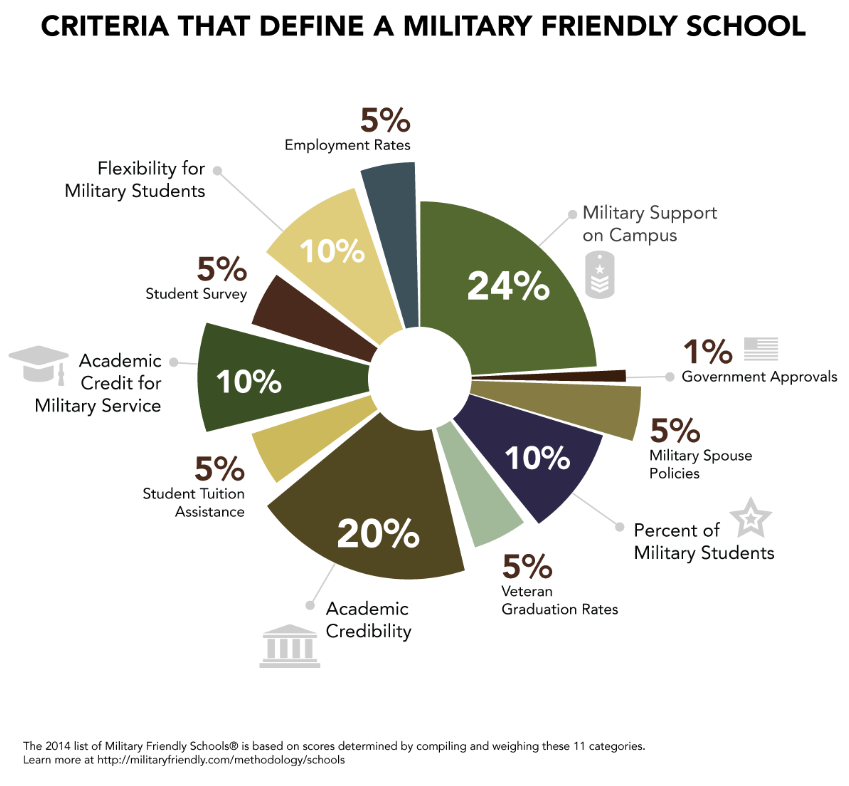 CRITERIA THAT DEFINE A MILITARY FRIENDLY SCHOOL
5%
Employment Rates
Flexibility for
Military Students
10%
Military Support
on Campus
24%
5%
Student Survey
1%
Government Approvals
Academic
Credit for
Military Service
10%
5%
Military Spouse
Policies
10%
Percent of
Military Students
5%
Student Tuition
Assistance
20%
Academic
Credibility
5%
Veteran
Graduation Rates
The 2014 list of Military Friendly Schools® is based on scores determined by compiling and weighing these 11 categories.
Learn more at http://militaryfriendly.com/methodology/schools